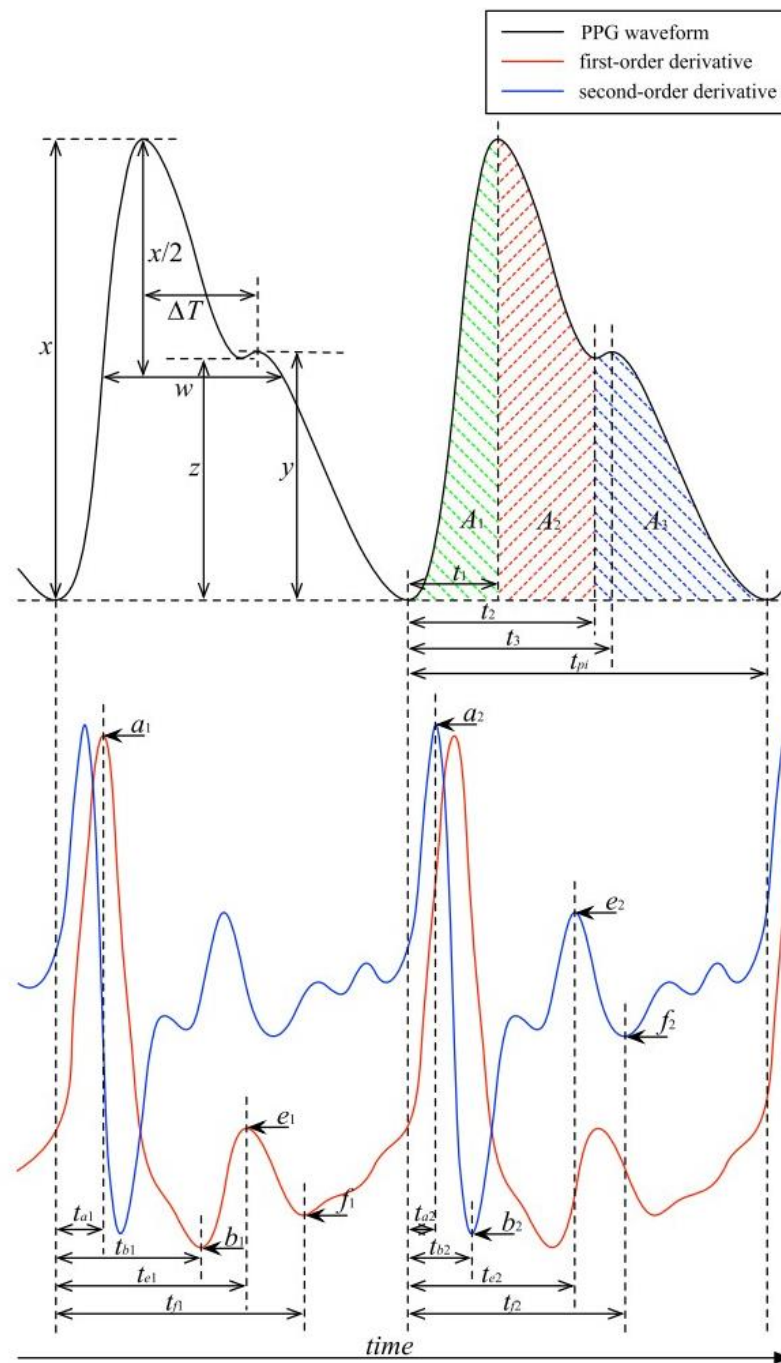 PPG waveform
first-order derivative
second-order derivative
x/2
ΔT
x
w
z
y
A1
A2
A3
t1
t2
t3
tpi
a1
a2
e2
f2
e1
f1
b1
b2
ta1
tb1
te1
tf1
ta2
tb2
te2
tf2
time